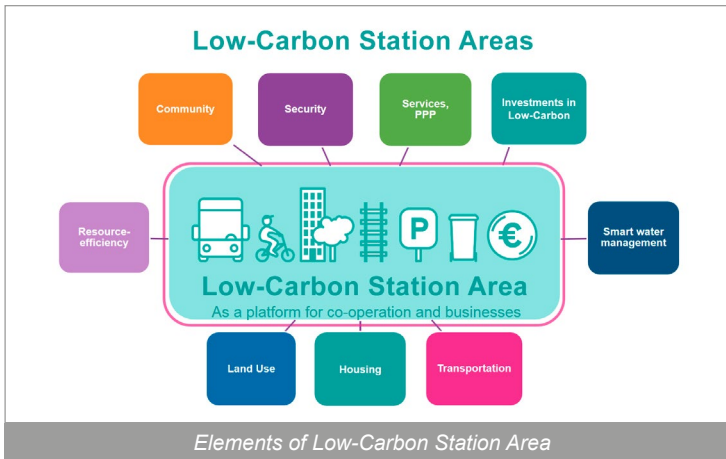 Low-Carbon Station Areas
Community
Security
Services,
PPP
Investments in
Low-Carbon
Resource-
efficiency
P
€
Smart water
management
Low-Carbon Station Area
As a platform for co-operation and businesses
Land Use
Housing
Transportation
Elements of Low-Carbon Station Area